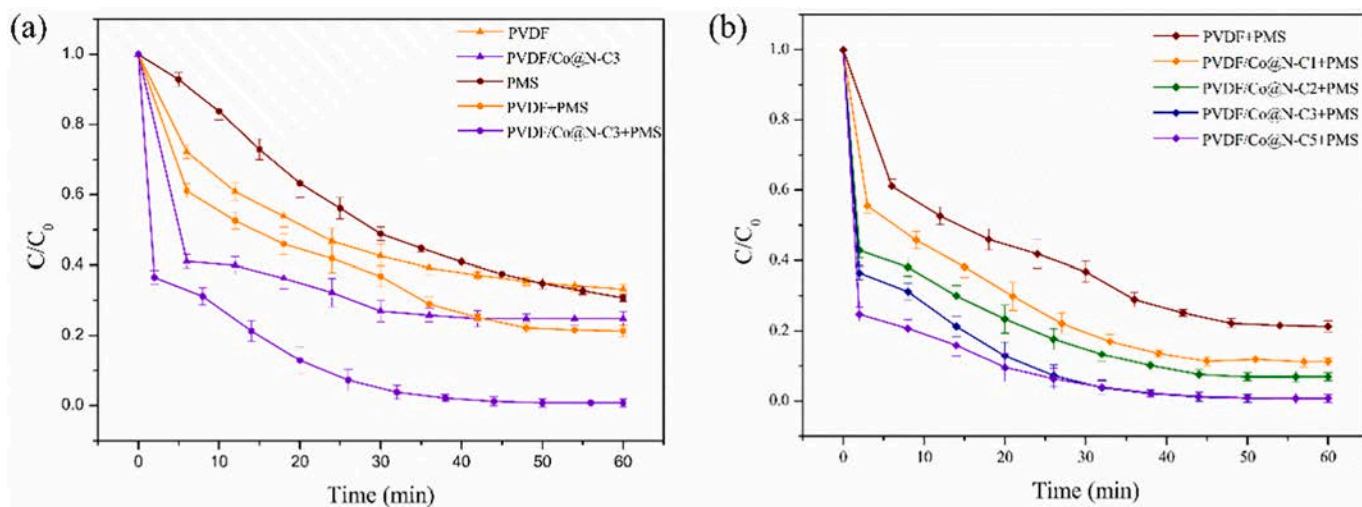 (a)
PVDF
PVDF/Co@N-C3
PMS
PVDF+PMS
PVDF/Co@N-C3+PMS
1.0
0.8
0.6
0.4
0.2
0.0
C/C₀
0 10 20 30 40 50 60
Time (min)
(b)
PVDF+PMS
PVDF/Co@N-C1+PMS
PVDF/Co@N-C2+PMS
PVDF/Co@N-C3+PMS
PVDF/Co@N-C5+PMS
1.0
0.8
0.6
0.4
0.2
0.0
C/C₀
0 10 20 30 40 50 60
Time (min)